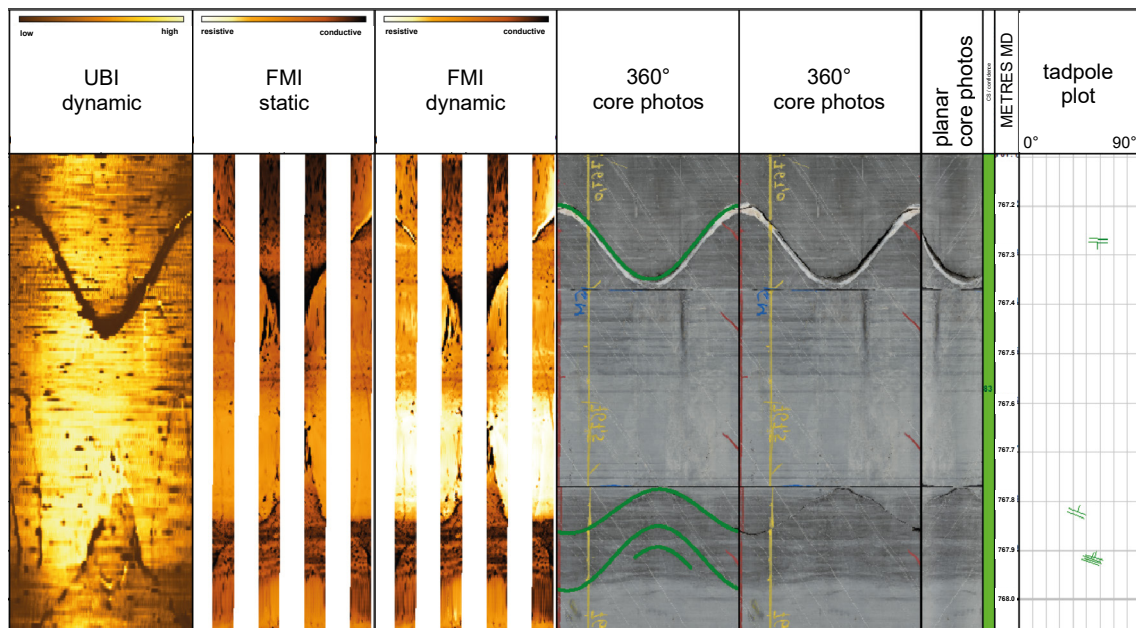 low high
UBI
dynamic
resistive conductive
FMI
static
resistive conductive
FMI
dynamic
360°
core photos
360°
core photos
planar
core photos
METRES MD
tadpole
plot
0° 90°
767.2
767.3
767.4
767.5
63
767.6
767.7
767.8
767.9
768.0